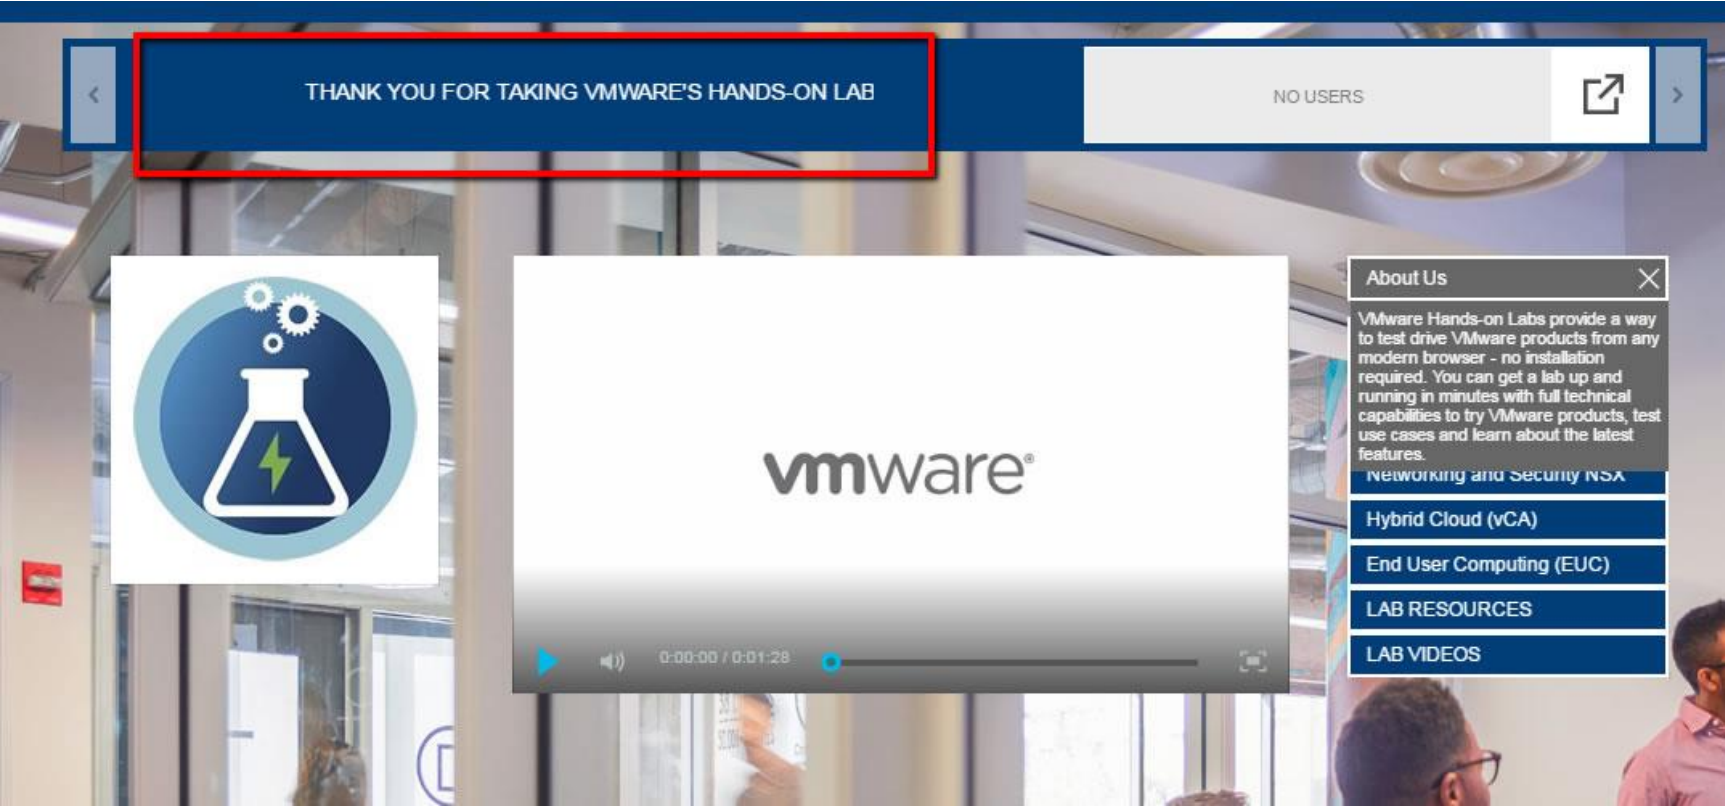 THANK YOU FOR TAKING VMWARE'S HANDS-ON LAB
NO USERS
vmware®
0:00:00 / 0:01:28
About Us
VMware Hands-on Labs provide a way
to test drive VMware products from any
modern browser - no installation
required. You can get a lab up and
running in minutes with full technical
capabilities to try VMware products, test
use cases and learn about the latest
features.
Networking and Security NSX
Hybrid Cloud (vCA)
End User Computing (EUC)
LAB RESOURCES
LAB VIDEOS